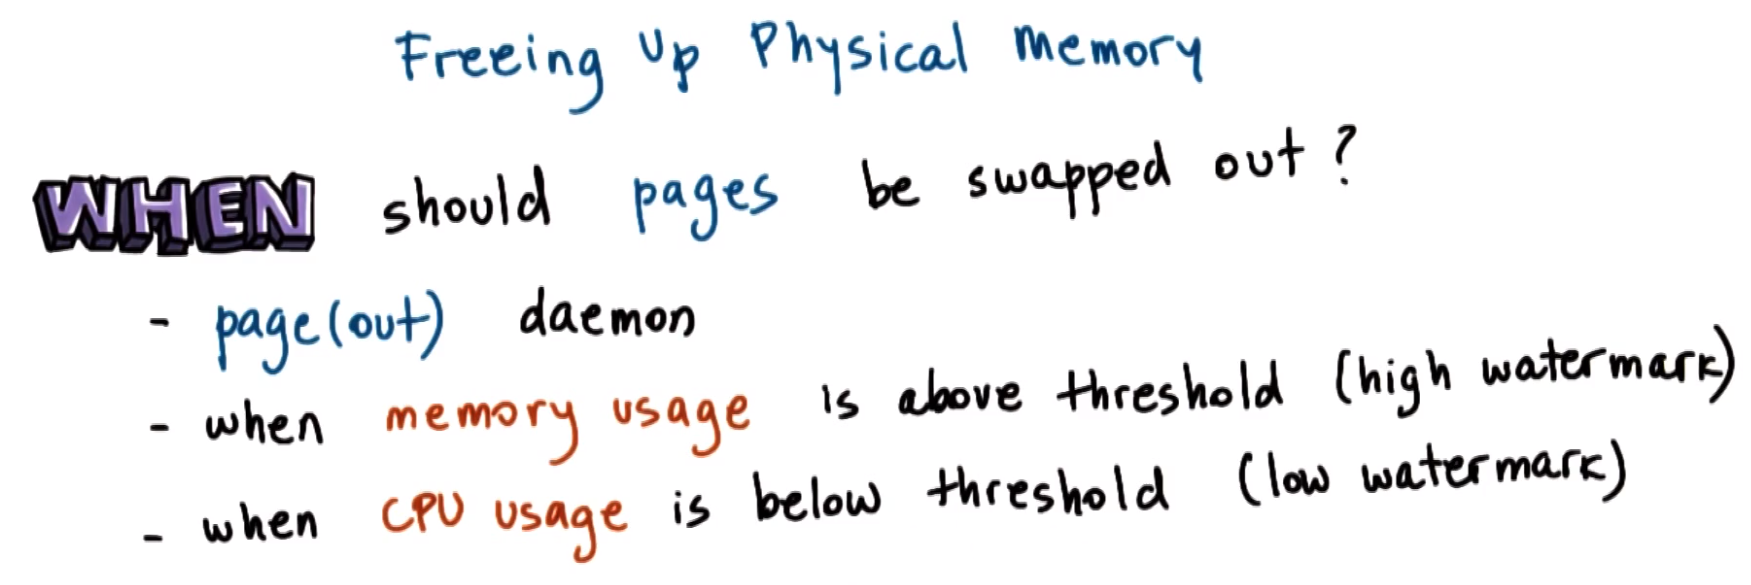 Freeing Up Physical Memory
WHEN should pages be swapped out?
- page(out) daemon
- when memory usage is above threshold (high watermark)
- when CPU usage is below threshold (low watermark)